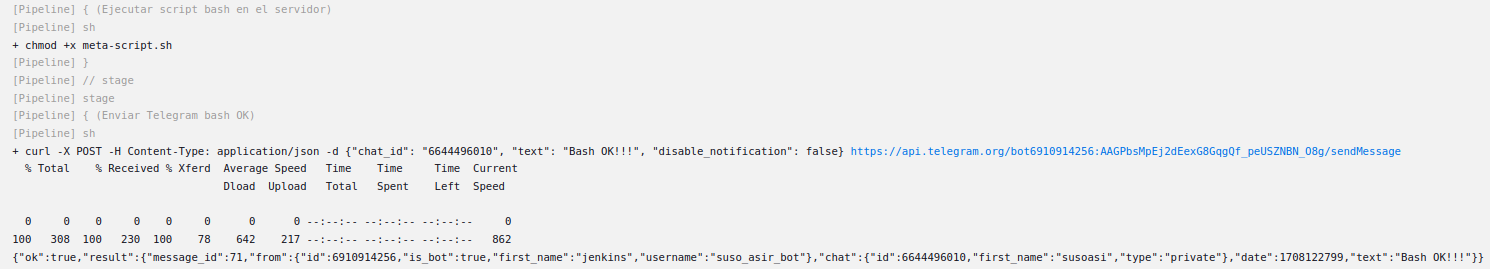 [Pipeline] { (Ejecutar script bash en el servidor)
[Pipeline] sh
+ chmod +x meta-script.sh
[Pipeline] }
[Pipeline] // stage
[Pipeline] stage
[Pipeline] { (Enviar Telegram bash OK)
[Pipeline] sh
+ curl -X POST -H Content-Type: application/json -d {"chat_id": "6644496010", "text": "Bash OK!!!", "disable_notification": false} https://api.telegram.org/bot6910914256:AAGPbsMpEj2dEexG8GqgQf_peUSZNBN_O8g/sendMessage
% Total % Received % Xferd Average Speed Time Time Time Current
Dload Upload Total Spent Left Speed
0 0 0 0 0 0 0 0 --:--:-- --:--:-- --:--:-- 0
100 308 100 230 100 78 642 217 --:--:-- --:--:-- --:--:-- 862
{"ok":true,"result":{"message_id":71,"from":{"id":6910914256,"is_bot":true,"first_name":"jenkins","username":"suso_asir_bot"},"chat":{"id":6644496010,"first_name":"susoasi","type":"private"},"date":1708122799,"text":"Bash OK!!!"}}